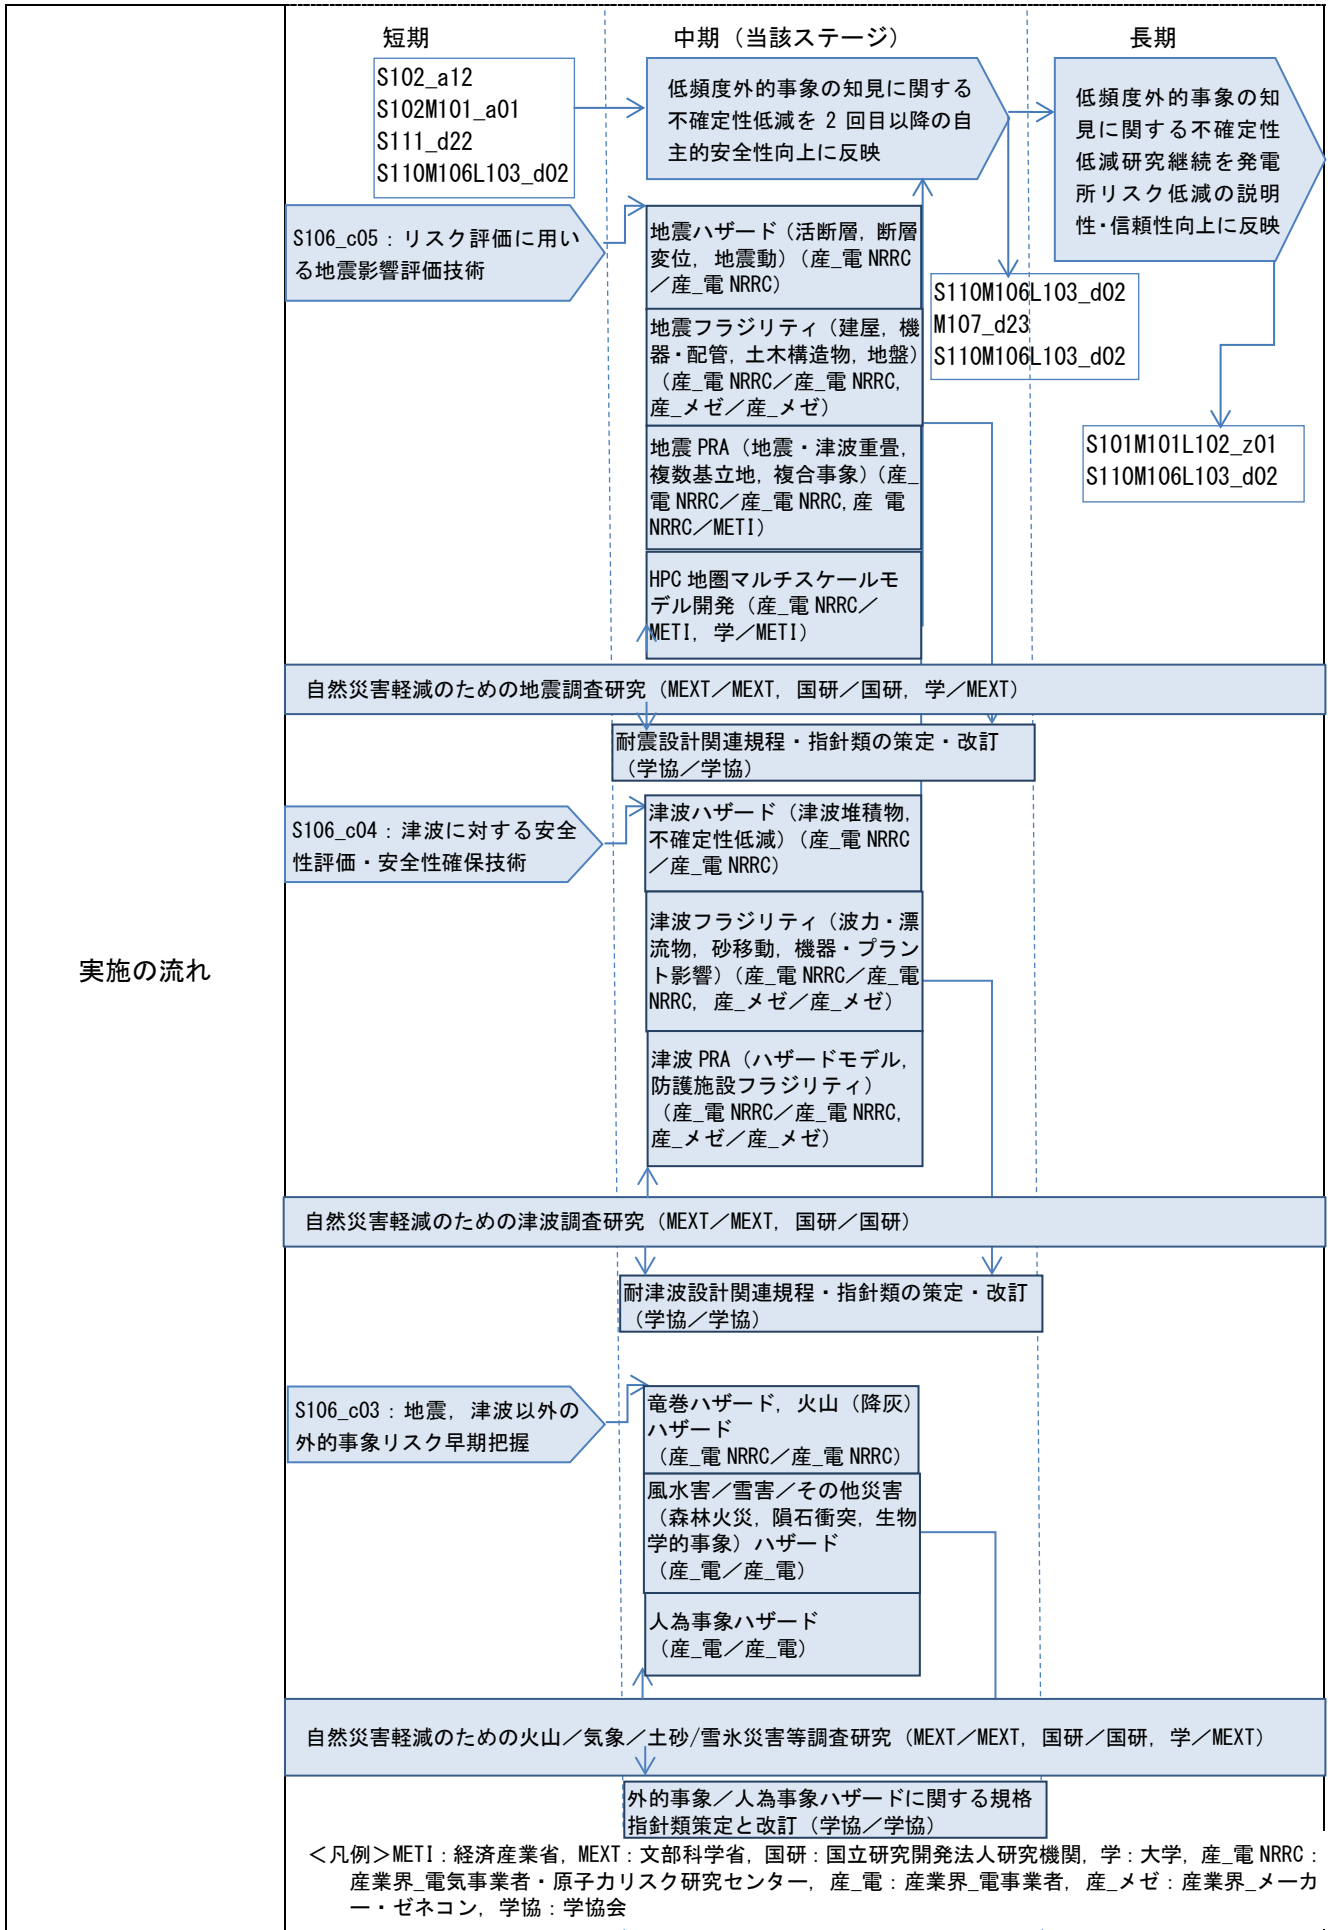 実施の流れ
短期
中期（当該ステージ）
長期
S102_a12
S102M101_a01
S111_d22
S110M106L103_d02
低頻度外的事象の知見に関する
不確定性低減を 2 回目以降の自
主的安全性向上に反映
低頻度外的事象の知
見に関する不確定性
低減研究継続を発電
所リスク低減の説明
性・信頼性向上に反映
S106_c05：リスク評価に用い
る地震影響評価技術
地震ハザード（活断層，断層
変位，地震動）（産_電 NRRC
／産_電 NRRC）
地震フラジリティ（建屋，機
器・配管，土木構造物，地盤）
（産_電 NRRC／産_電 NRRC，
産_メゼ／産_メゼ）
地震 PRA（地震・津波重畳，
複数基立地，複合事象）（産_
電 NRRC／産_電 NRRC，産 電
NRRC／METI）
HPC 地圏マルチスケールモ
デル開発（産_電 NRRC／
METI，学／METI）
S110M106L103_d02
M107_d23
S110M106L103_d02
S101M101L102_z01
S110M106L103_d02
自然災害軽減のための地震調査研究（MEXT／MEXT，国研／国研，学／MEXT）
耐震設計関連規程・指針類の策定・改訂
（学協／学協）
S106_c04：津波に対する安全
性評価・安全性確保技術
津波ハザード（津波堆積物，
不確定性低減）（産_電 NRRC
／産_電 NRRC）
津波フラジリティ（波力・漂
流物，砂移動，機器・プラン
ト影響）（産_電 NRRC／産_電
NRRC，産_メゼ／産_メゼ）
津波 PRA（ハザードモデル，
防護施設フラジリティ）
（産_電 NRRC／産_電 NRRC，
産_メゼ／産_メゼ）
自然災害軽減のための津波調査研究（MEXT／MEXT，国研／国研）
耐津波設計関連規程・指針類の策定・改訂
（学協／学協）
S106_c03：地震，津波以外の
外的事象リスク早期把握
竜巻ハザード，火山（降灰）
ハザード
（産_電 NRRC／産_電 NRRC）
風水害／雪害／その他災害
（森林火災，隕石衝突，生物
学的事象）ハザード
（産_電／産_電）
人為事象ハザード
（産_電／産_電）
自然災害軽減のための火山／気象／土砂/雪氷災害等調査研究（MEXT／MEXT，国研／国研，学／MEXT）
外的事象／人為事象ハザードに関する規格
指針類策定と改訂（学協／学協）
＜凡例＞METI：経済産業省，MEXT：文部科学省，国研：国立研究開発法人研究機関，学：大学，産_電 NRRC：
産業界_電気事業者・原子力リスク研究センター，産_電：産業界_電事業者，産_メゼ：産業界_メーカ
ー・ゼネコン，学協：学協会